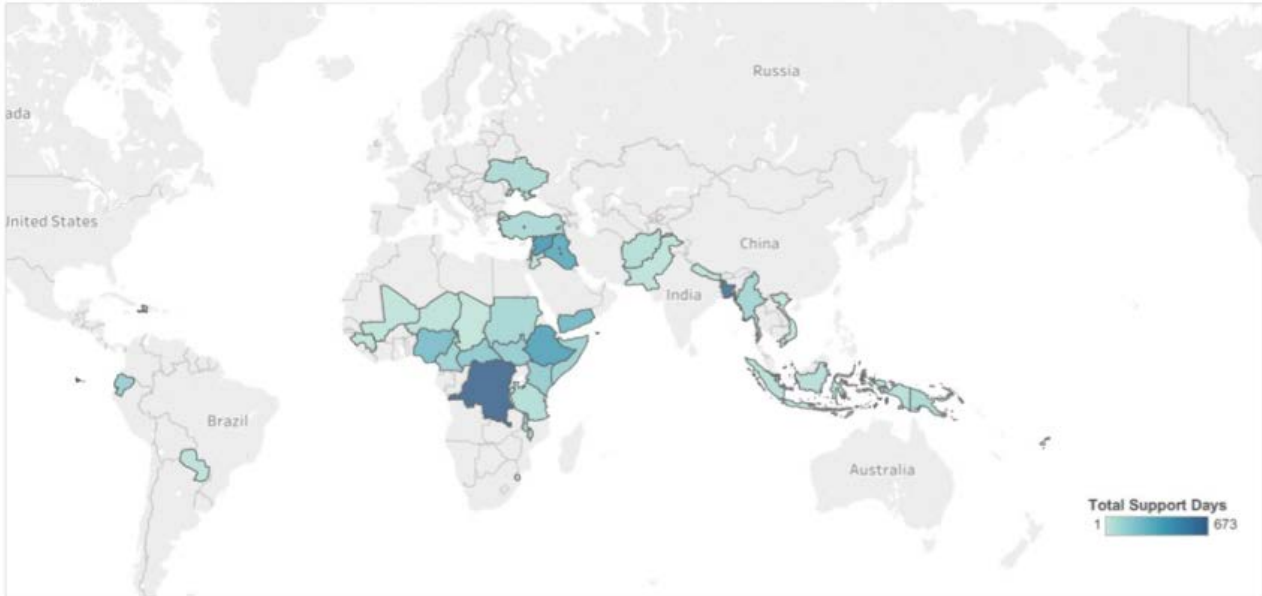 Russia
ada
United States
China
India
Brazil
Australia
Total Support Days
1 673